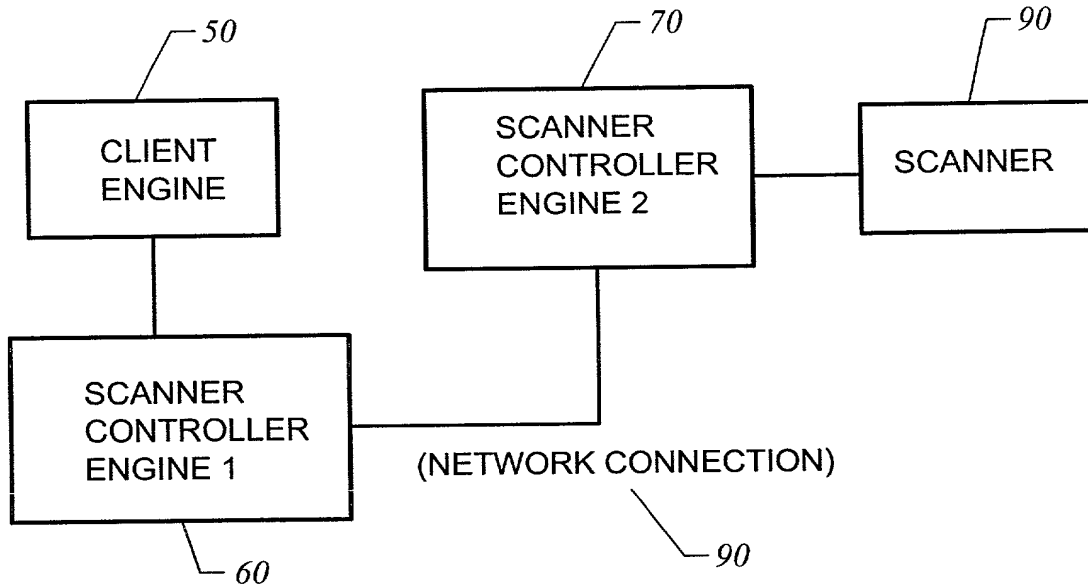 50
CLIENT
ENGINE
70
SCANNER
CONTROLLER
ENGINE 2
90
SCANNER
SCANNER
CONTROLLER
ENGINE 1
60
(NETWORK CONNECTION)
90